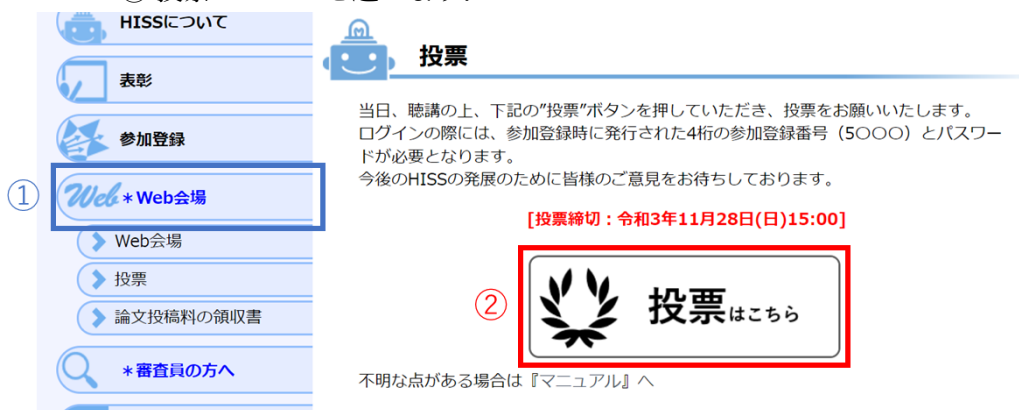 HISSについて
表彰
参加登録
①
Web *Web会場
Web会場
投票
論文投稿料の領収書
*審査員の方へ
投票
当日、聴講の上、下記の”投票”ボタンを押していただき、投票をお願いいたします。
ログインの際には、参加登録時に発行された4桁の参加登録番号（5○○○）とパスワー
ドが必要となります。
今後のHISSの発展のために皆様のご意見をお待ちしております。
[投票締切：令和3年11月28日(日)15:00]
②
投票はこちら
不明な点がある場合は『マニュアル』へ